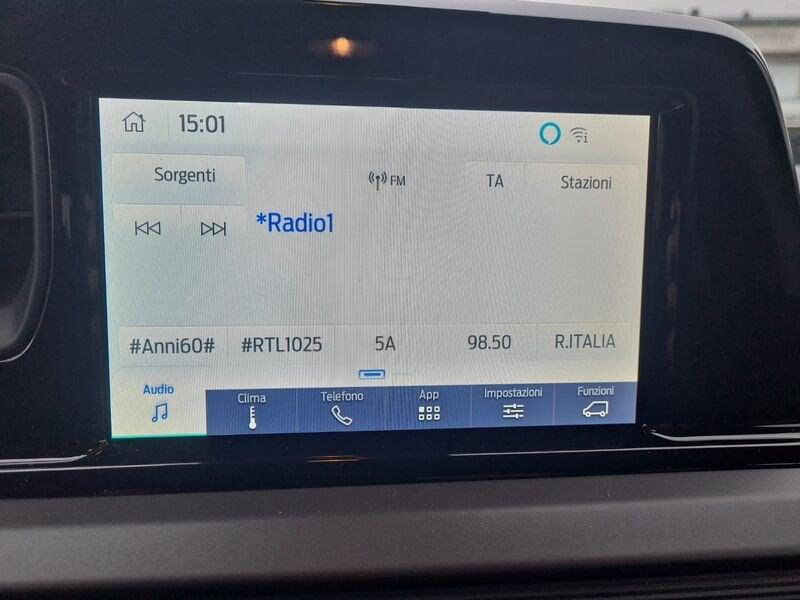 15:01
Sorgenti
FM
TA
Stazioni
*Radio1
#Anni60#
#RTL1025
5A
98.50
R.ITALIA
Audio
Clima
Telefono
App
Impostazioni
Funzioni